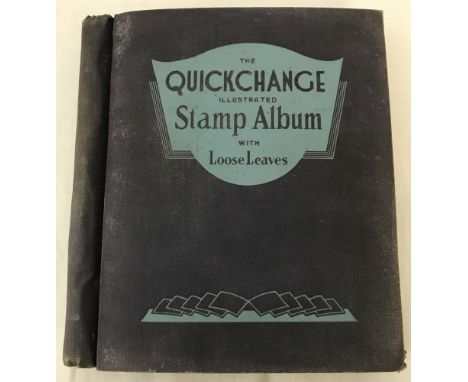 THE
QUICKCHANGE
ILLUSTRATED
Stamp Album
WITH
Loose Leaves